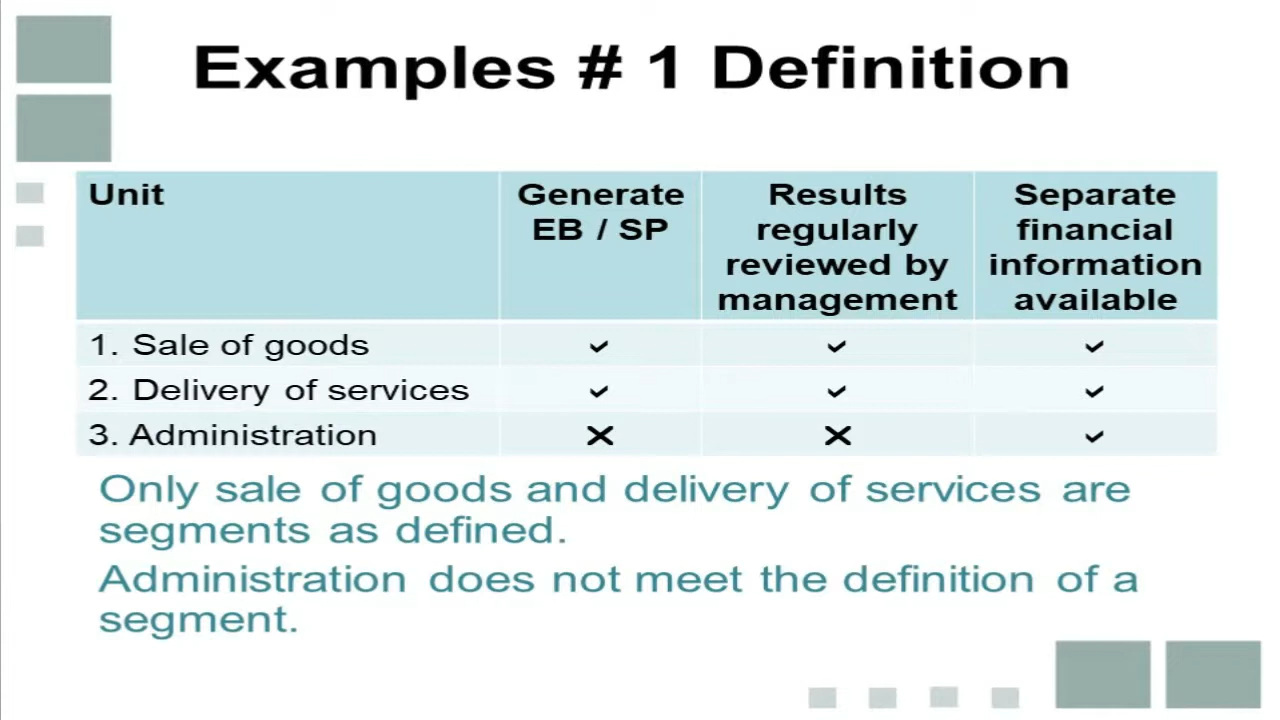 Examples # 1 Definition
Unit
Generate
EB / SP
Results
regularly
reviewed by
management
Separate
financial
information
available
1. Sale of goods ✓ ✓ ✓
2. Delivery of services ✓ ✓ ✓
3. Administration ✕ ✕ ✓
Only sale of goods and delivery of services are
segments as defined.
Administration does not meet the definition of a
segment.